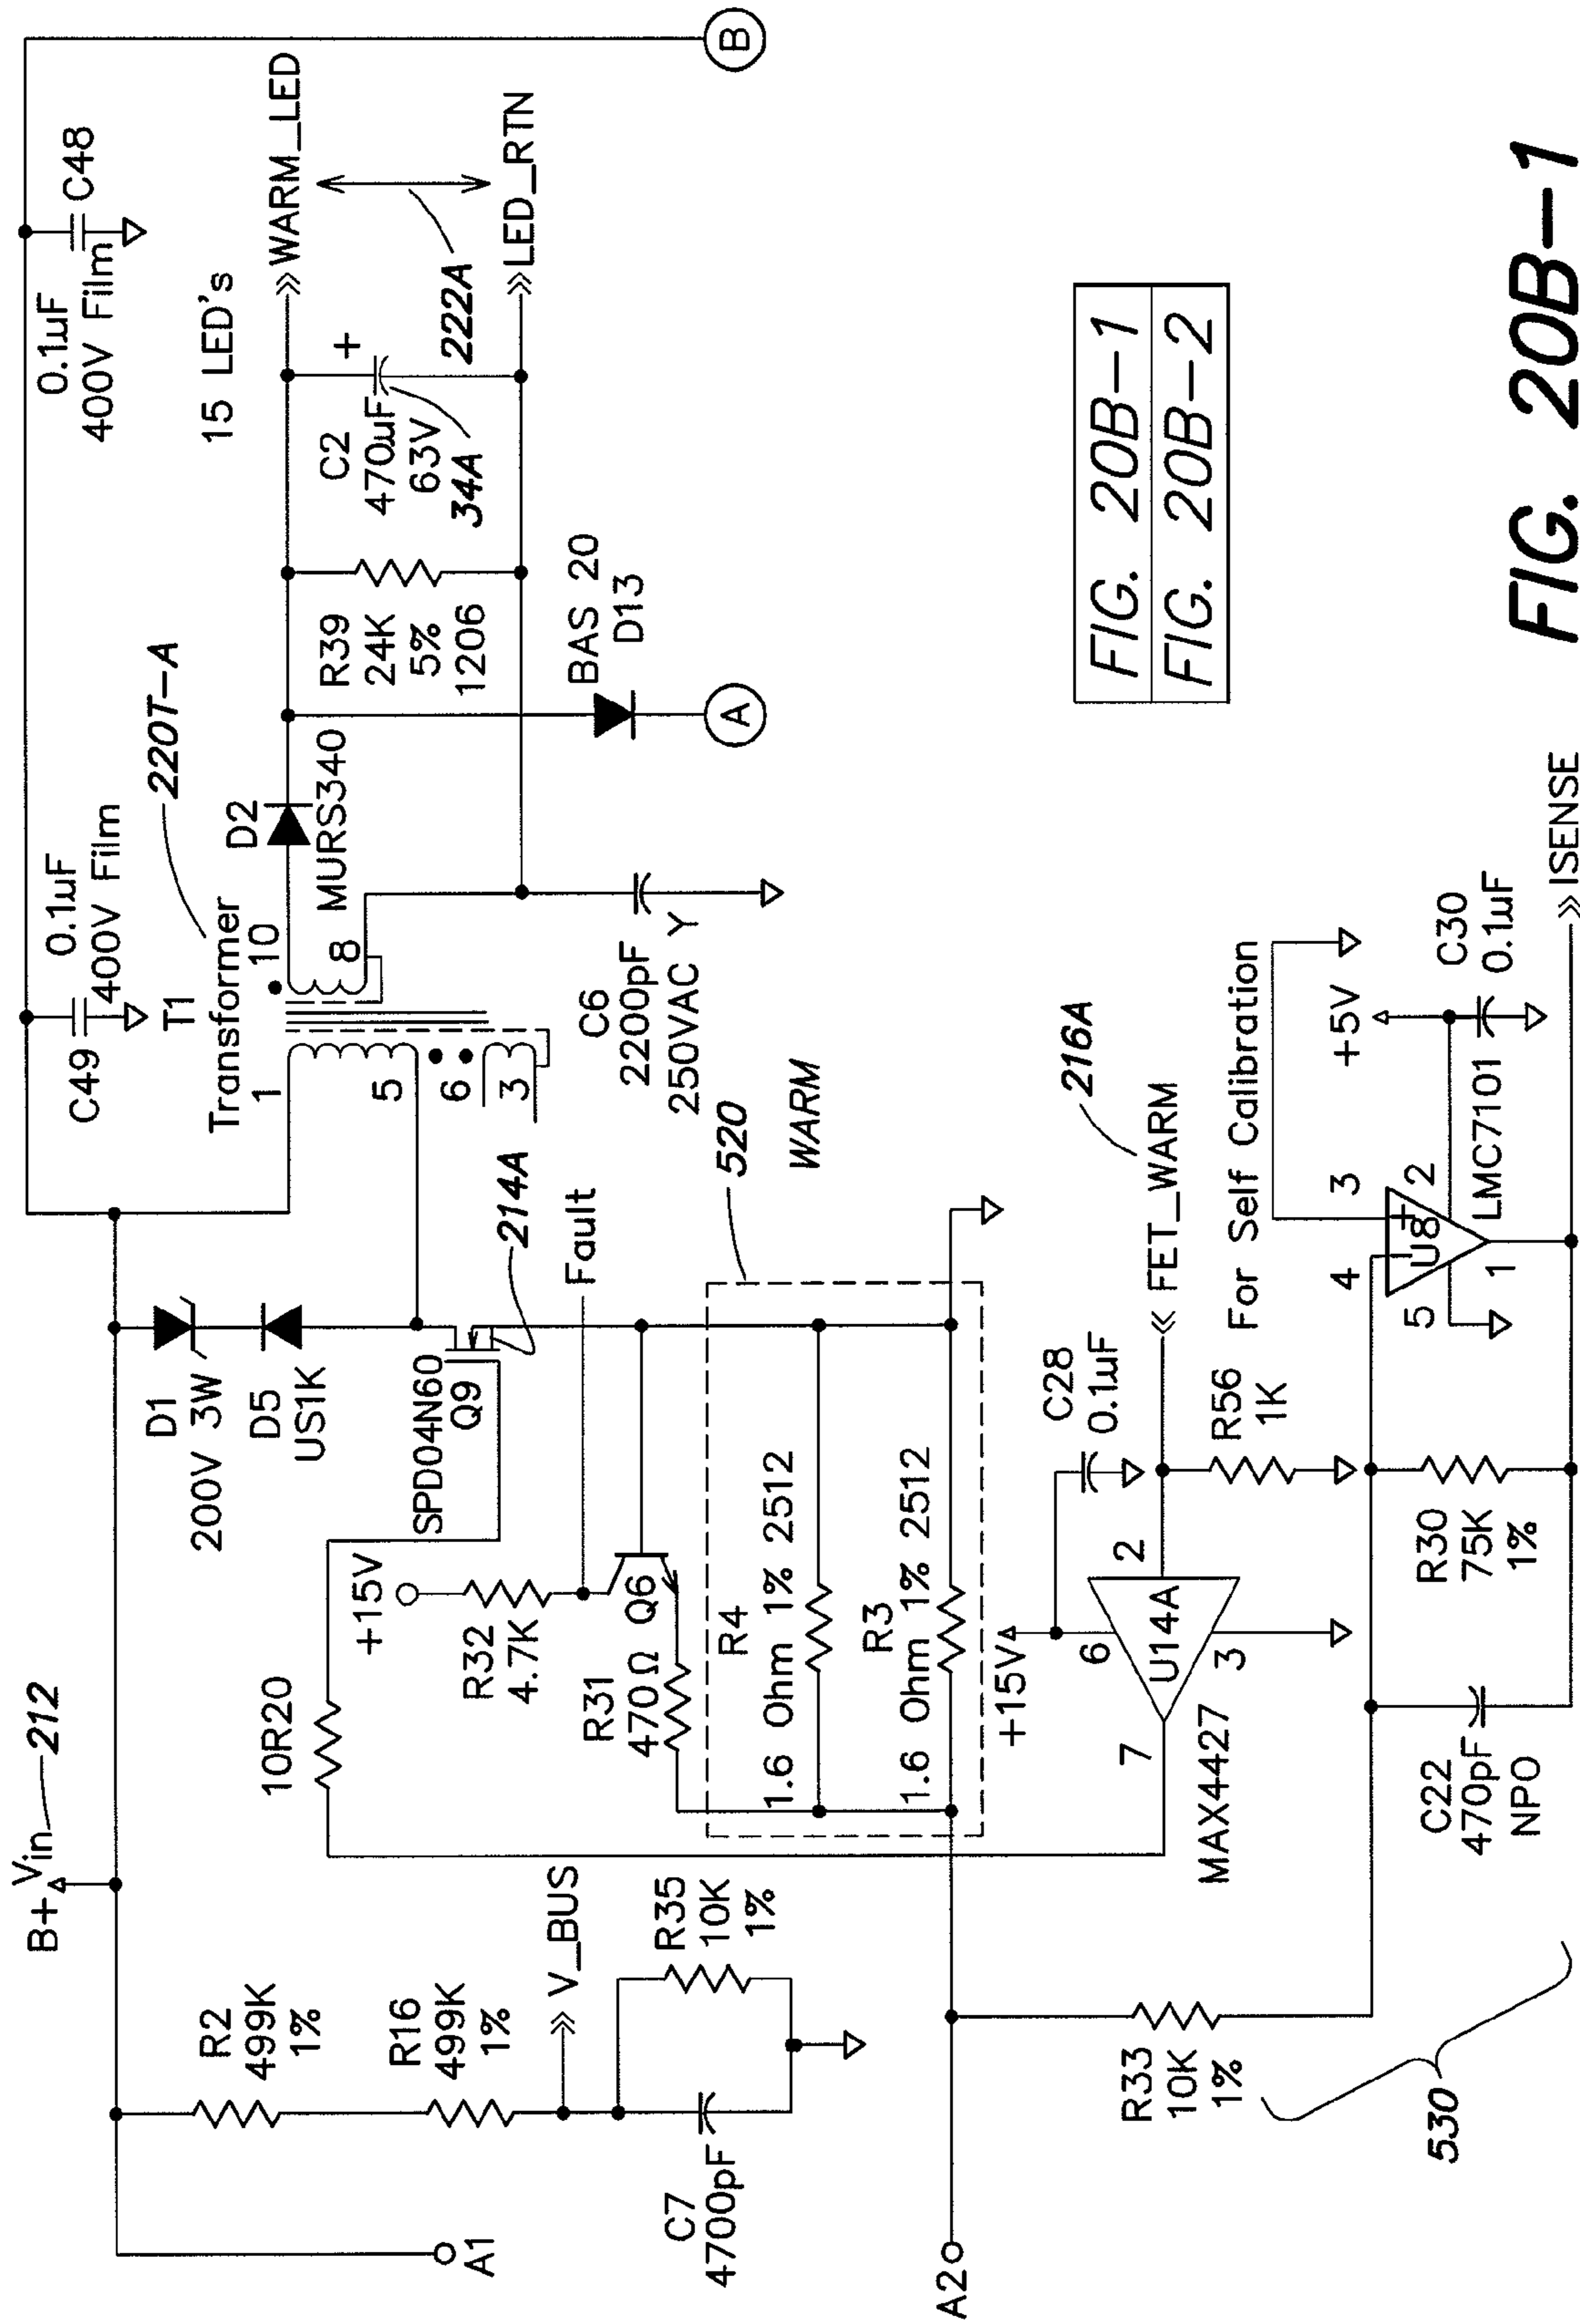 B+
Vin
212
R2
499K
1%
R16
499K
1%
V_BUS
R35
10K
1%
C7
4700pF
A1
A2
R33
10K
1%
530
10R20
D1
200V 3W
D5
US1K
SPD04N60
Q9
214A
+15V
R32
4.7K
Q6
Fault
R31
470Ω
R4
1.6 Ohm 1% 2512
R3
1.6 Ohm 1% 2512
520
WARM
C49
0.1µF
400V Film
T1
Transformer
220T-A
1
5
6
3
10
8
D2
MURS340
C6
2200pF
250VAC Y
R39
24K
5%
1206
BAS 20
D13
A
C2
470µF
63V
34A
+
15 LED's
0.1µF
400V Film
C48
WARM_LED
LED_RTN
222A
B
+15V
C28
0.1µF
6
U14A
2
3
7
MAX4427
FET_WARM
216A
R56
1K
For Self Calibration
C22
470pF
NPO
R30
75K
1%
4
3
+
U8
5
2
1
LMC7101
+5V
C30
0.1µF
ISENSE
FIG. 20B-1
FIG. 20B-2
FIG. 20B-1